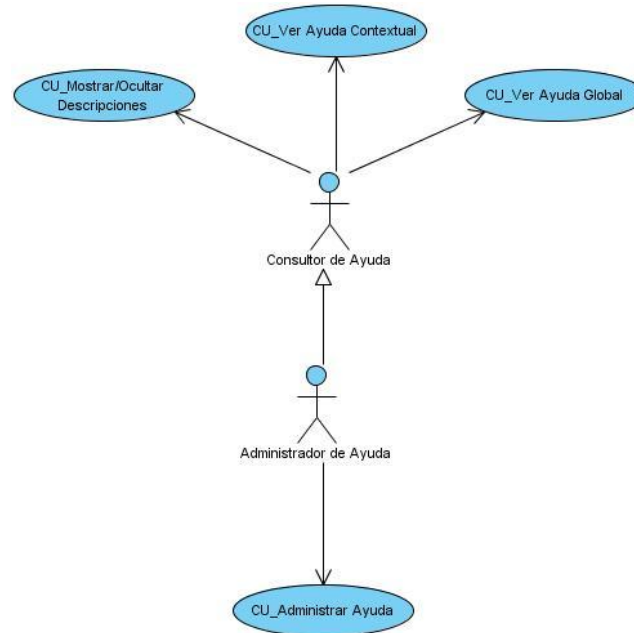 CU_Ver Ayuda Contextual
CU_Mostrar/Ocultar
Descripciones
CU_Ver Ayuda Global
Consultor de Ayuda
Administrador de Ayuda
CU_Administrar Ayuda